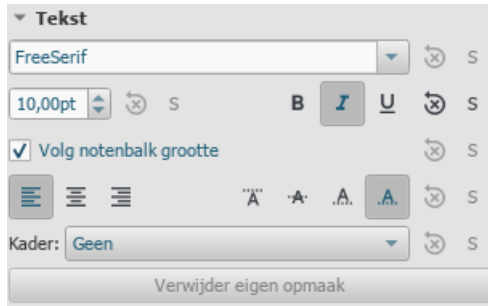 Tekst
FreeSerif S
10,00pt S B I U S
Volg notenbalk grootte S
A A A A S
Kader: Geen S
Verwijder eigen opmaak